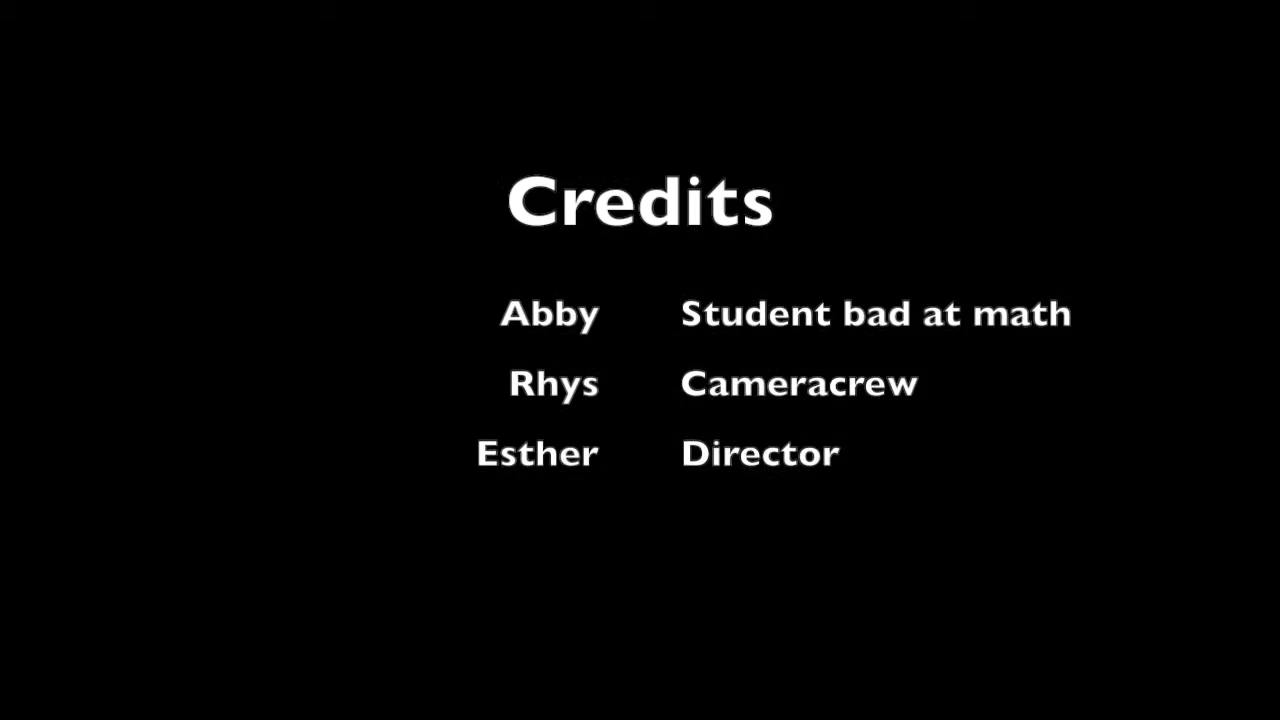 Credits
Abby Student bad at math
Rhys Cameracrew
Esther Director